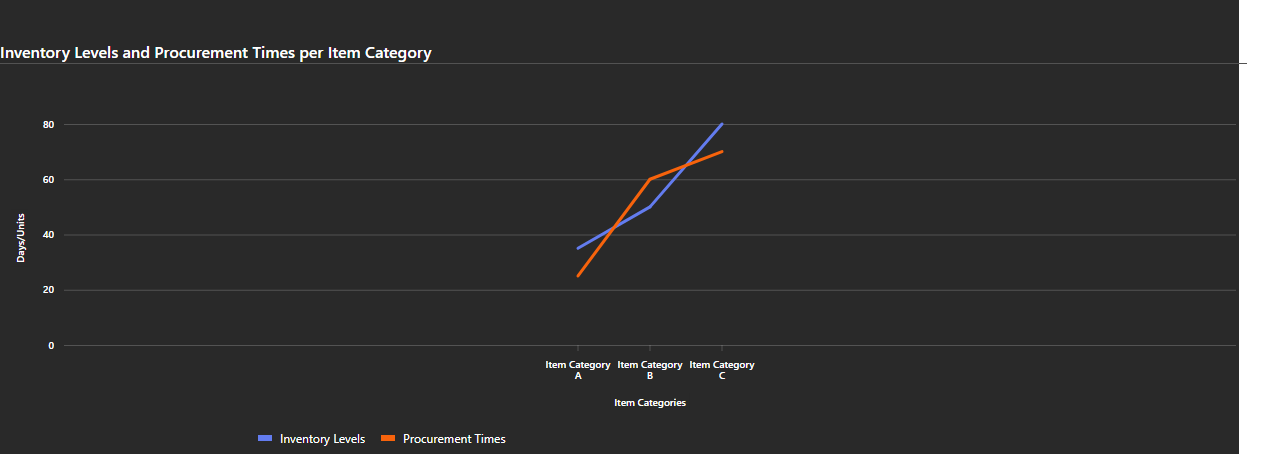 Inventory Levels and Procurement Times per Item Category
80
60
40
20
0
Days/Units
Item Category
A
Item Category
B
Item Category
C
Item Categories
Inventory Levels
Procurement Times